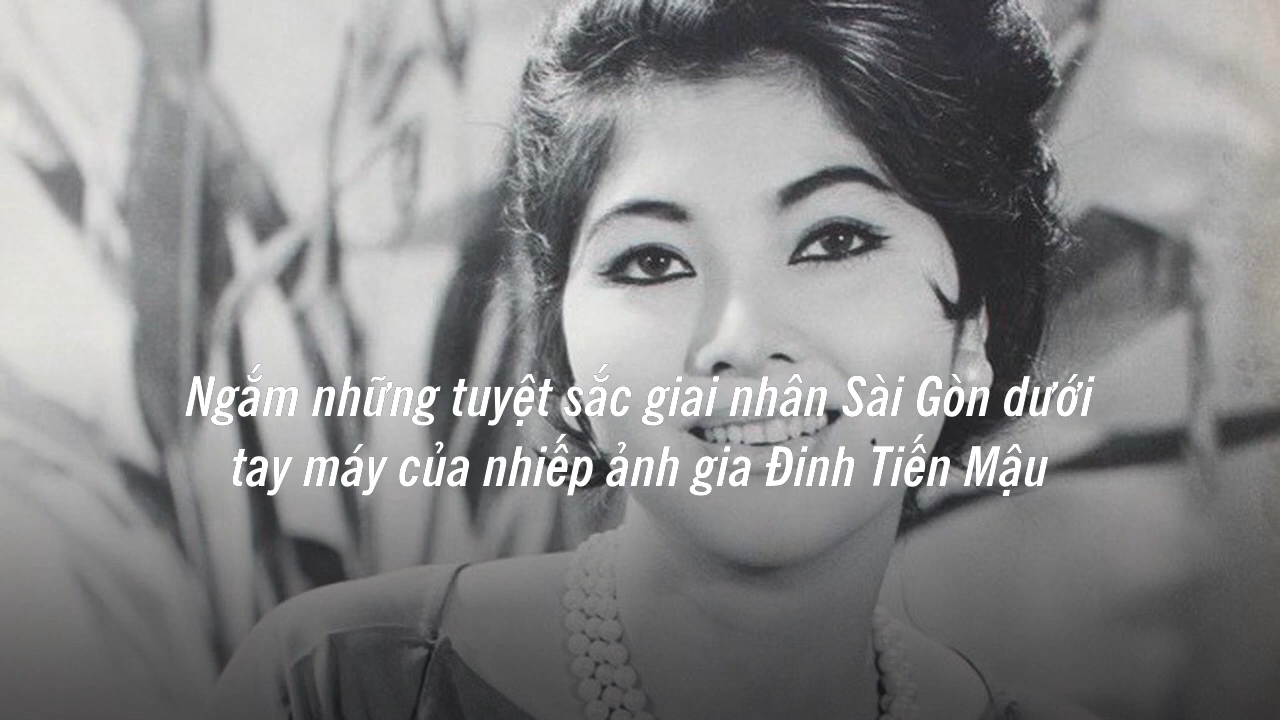 Ngắm những tuyệt sắc giai nhân Sài Gòn dưới
tay máy của nhiếp ảnh gia Đinh Tiến Mậu